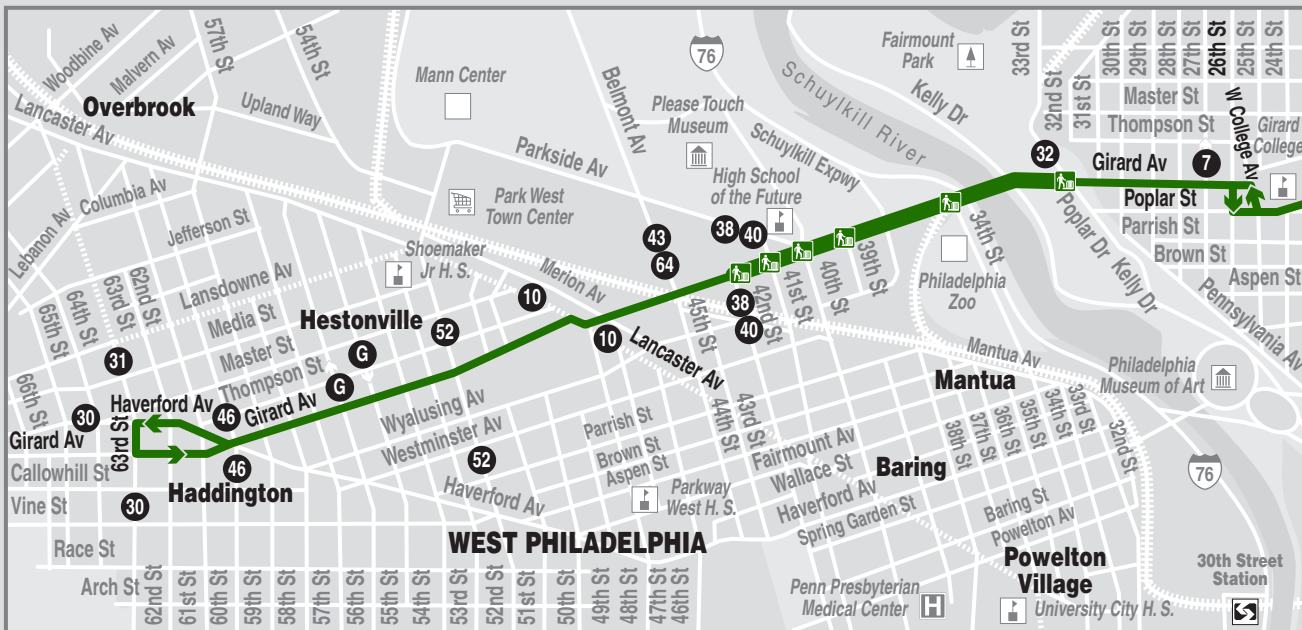 Woodbine Av
Malvern Av
57th St
54th St
Lancaster Av
Overbrook
Upland Way
Mann Center
Belmont Av
76
Please Touch
Museum
Schuylkill River
Fairmount
Park
Kelly Dr
33rd St
32nd St
31st St
30th St
29th St
28th St
27th St
26th St
25th St
24th St
Master St
Thompson St
W College Av
Girard
College
Parkside Av
Schuylkill Expwy
High School
of the Future
32
Girard Av
7
Poplar St
Parrish St
Brown St
Aspen St
Lebanon Av
Columbia Av
Jefferson St
Park West
Town Center
Shoemaker
Jr H. S.
Merion Av
43
64
38
40
38
40
42nd St
41st St
40th St
39th St
34th St
Philadelphia
Zoo
Poplar Dr
Kelly Dr
Pennsylvania Av
65th St
64th St
63rd St
62nd St
Lansdowne Av
Media St
Master St
Thompson St
Hestonville
10
52
G
G
10
Lancaster Av
45th St
44th St
43rd St
Mantua Av
Mantua
Philadelphia
Museum of Art
31
66th St
30
Haverford Av
46
Girard Av
Girard Av
63rd St
46
Callowhill St
Haddington
Vine St
30
Wyalusing Av
Westminster Av
52
Haverford Av
Parrish St
Brown St
Aspen St
Parkway
West H. S.
Fairmount Av
Wallace St
Haverford Av
Spring Garden St
Baring
38th St
37th St
36th St
35th St
34th St
33rd St
32nd St
76
Baring St
Powelton Av
WEST PHILADELPHIA
Race St
Arch St
62nd St
61st St
60th St
59th St
58th St
57th St
56th St
55th St
54th St
53rd St
52nd St
51st St
50th St
49th St
48th St
47th St
46th St
Penn Presbyterian
Medical Center
H
Powelton
Village
University City H. S.
30th Street
Station
S